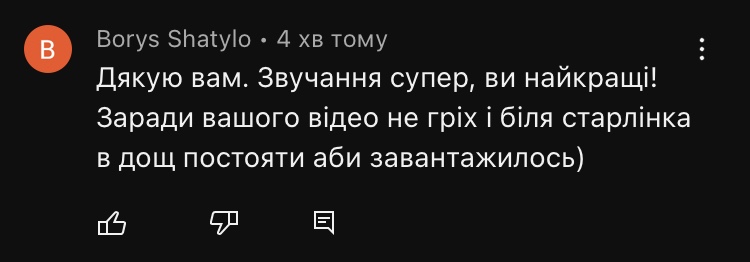 B
Borys Shatylo • 4 хв тому
Дякую вам. Звучання супер, ви найкращі!
Заради вашого відео не гріх і біля старлінка
в дощ постояти аби завантажилось)